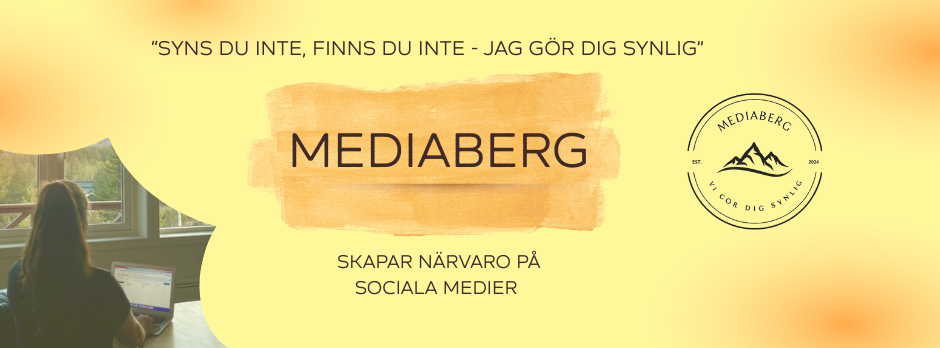 “SYNS DU INTE, FINNS DU INTE - JAG GÖR DIG SYNLIG”
MEDIABERG
SKAPAR NÄRVARO PÅ
SOCIALA MEDIER
MEDIABERG
EST.
2024
VI GÖR DIG SYNLIG